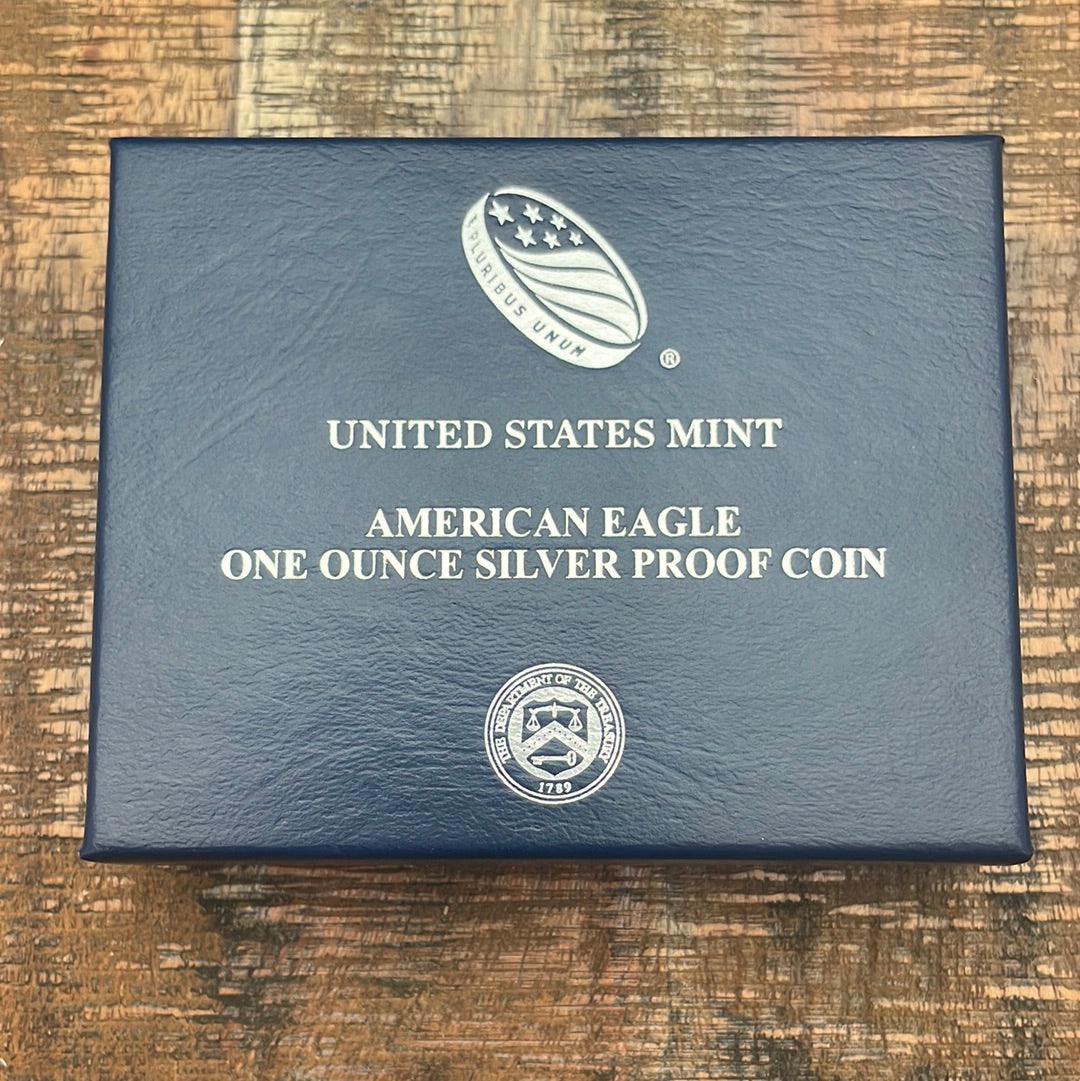 E PLURIBUS UNUM
®
UNITED STATES MINT
AMERICAN EAGLE
ONE OUNCE SILVER PROOF COIN
THE DEPARTMENT OF THE TREASURY
1789